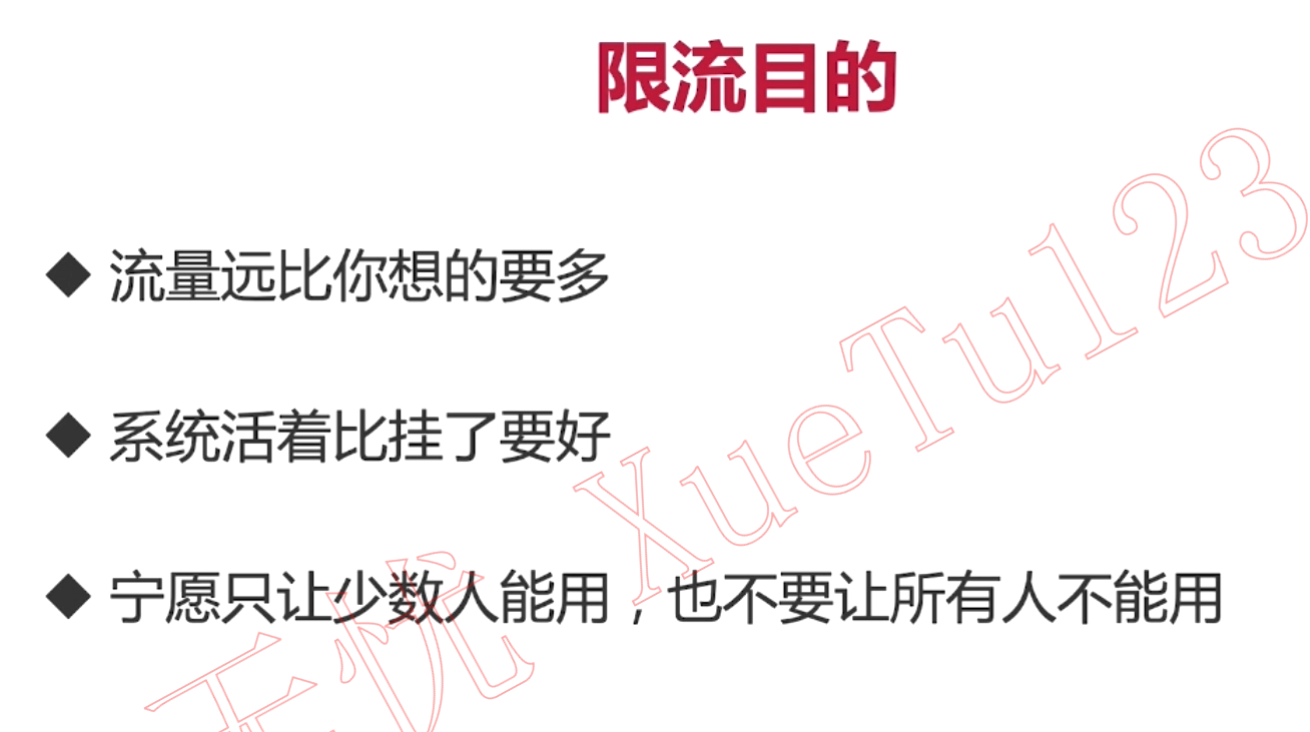 限流目的
◆ 流量远比你想的要多
◆ 系统活着比挂了要好
◆ 宁愿只让少数人能用，也不要让所有人不能用
无忧 XueTu123